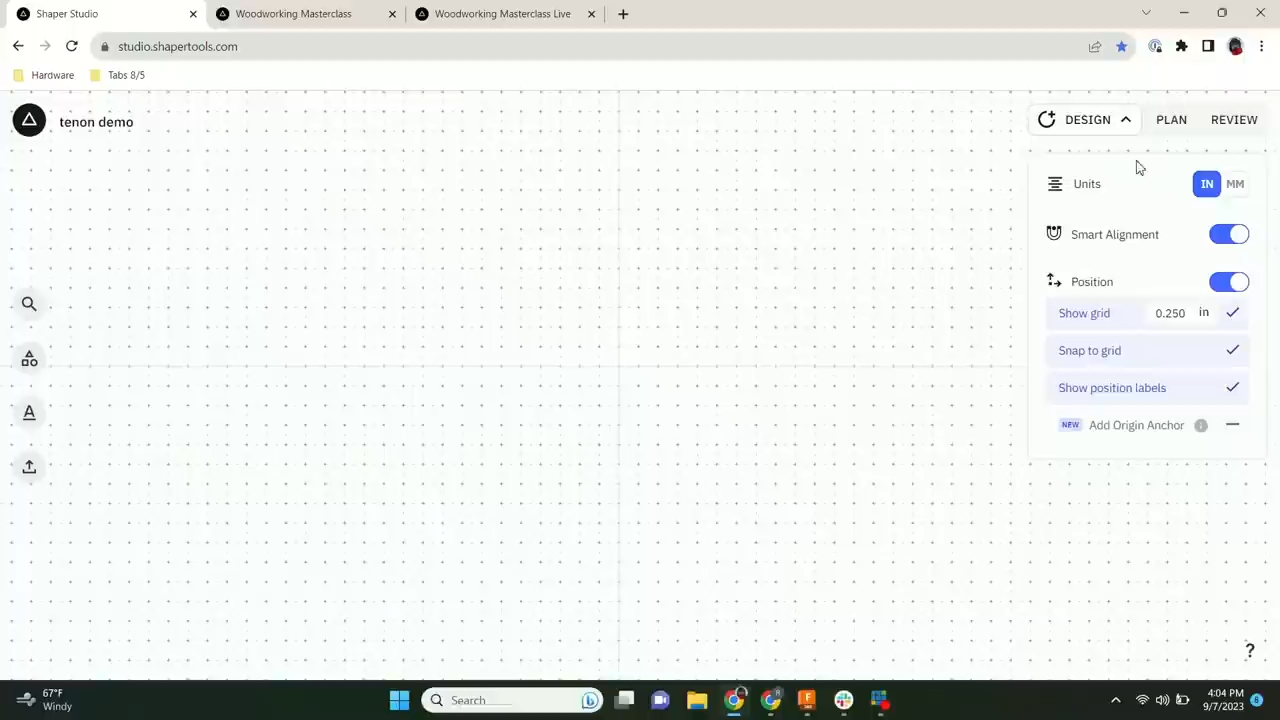 Shaper Studio
Woodworking Masterclass
Woodworking Masterclass Live
studio.shapertools.com
Hardware
Tabs 8/5
tenon demo
DESIGN
PLAN
REVIEW
Units
IN
MM
Smart Alignment
Position
Show grid 0.250 in
Snap to grid
Show position labels
NEW Add Origin Anchor i
A
?
67°F
Windy
Search
4:04 PM
9/7/2023
6